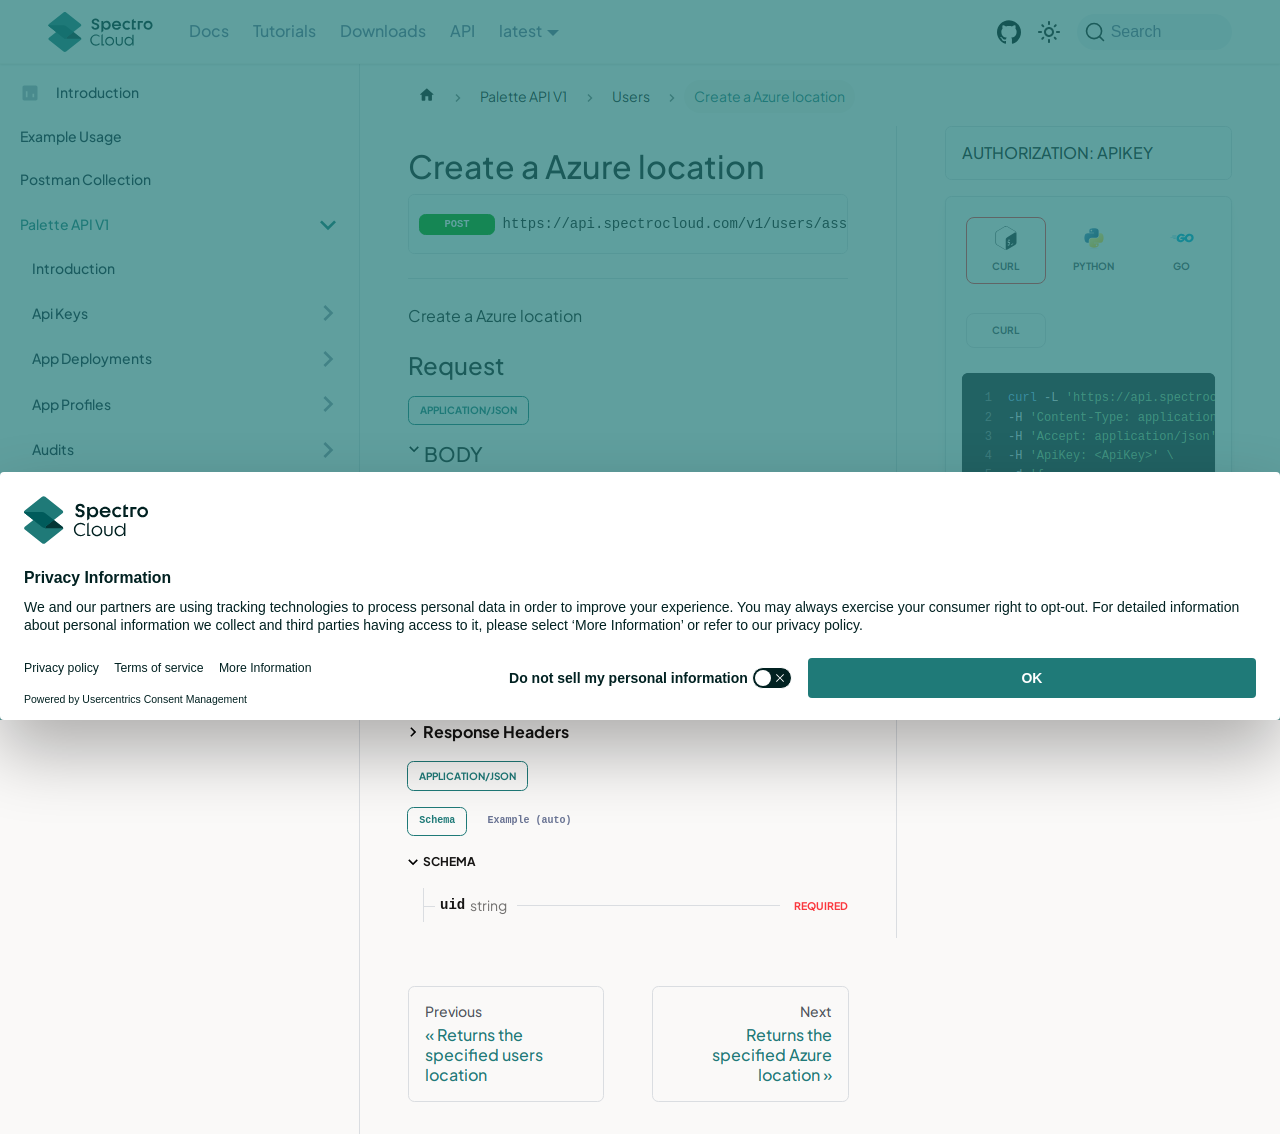 Spectro
Cloud
Docs
Tutorials
Downloads
API
latest
Search
Introduction
Example Usage
Postman Collection
Palette API V1
Introduction
Api Keys
App Deployments
App Profiles
Audits
Palette API V1
Users
Create a Azure location
Create a Azure location
POST https://api.spectrocloud.com/v1/users/ass
Create a Azure location
Request
APPLICATION/JSON
BODY
AUTHORIZATION: APIKEY
CURL
PYTHON
GO
CURL
1 curl -L 'https://api.spectroc
2 -H 'Content-Type: application
3 -H 'Accept: application/json'
4 -H 'ApiKey: <ApiKey>' \
Spectro
Cloud
Privacy Information
We and our partners are using tracking technologies to process personal data in order to improve your experience. You may always exercise your consumer right to opt-out. For detailed information
about personal information we collect and third parties having access to it, please select ‘More Information’ or refer to our privacy policy.
Privacy policy
Terms of service
More Information
Do not sell my personal information
OK
Powered by Usercentrics Consent Management
Response Headers
APPLICATION/JSON
Schema
Example (auto)
SCHEMA
uid string
REQUIRED
Previous
« Returns the
specified users
location
Next
Returns the
specified Azure
location »